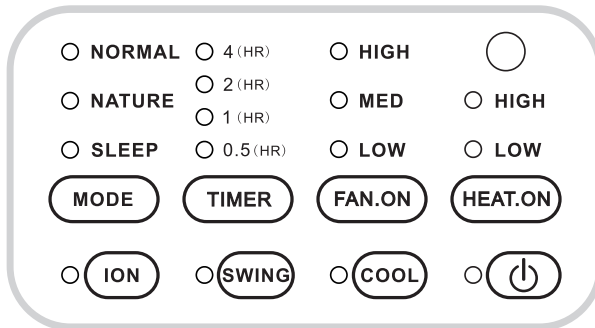 NORMAL 4(HR) HIGH
2(HR)
NATURE MED HIGH
1(HR)
SLEEP 0.5(HR) LOW LOW
MODE TIMER FAN.ON HEAT.ON
ION SWING COOL